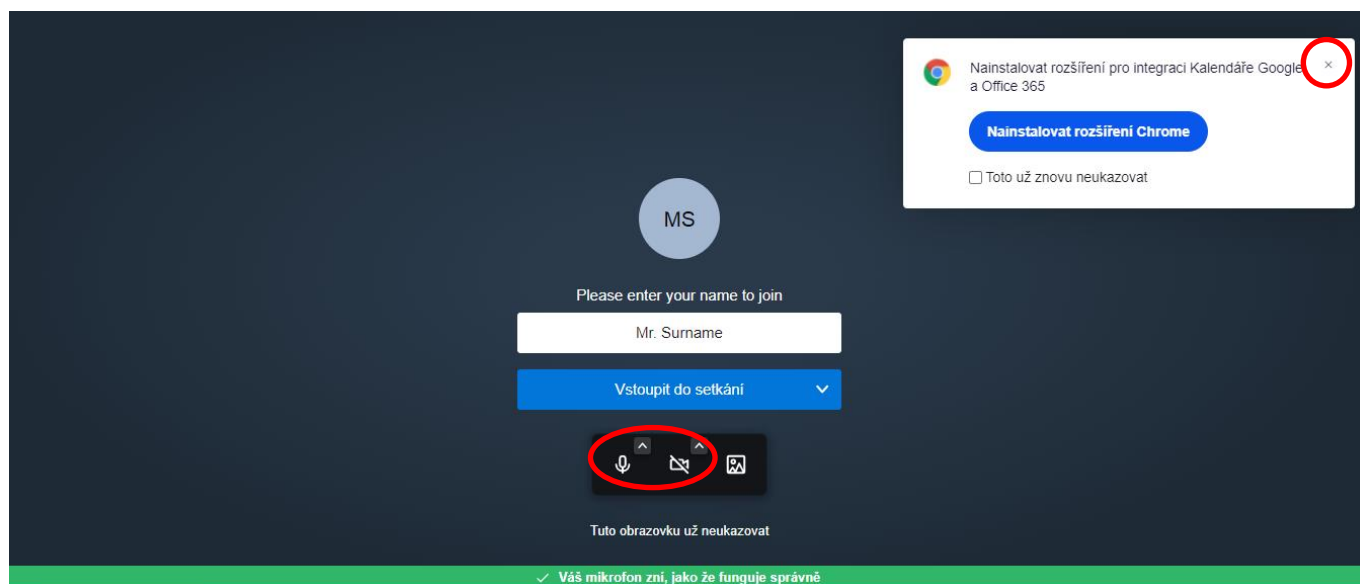 Nainstalovat rozšíření pro integraci Kalendáře Google
a Office 365
Nainstalovat rozšíření Chrome
Toto už znovu neukazovat
MS
Please enter your name to join
Mr. Surname
Vstoupit do setkání
Tuto obrazovku už neukazovat
Váš mikrofon zní, jako že funguje správně